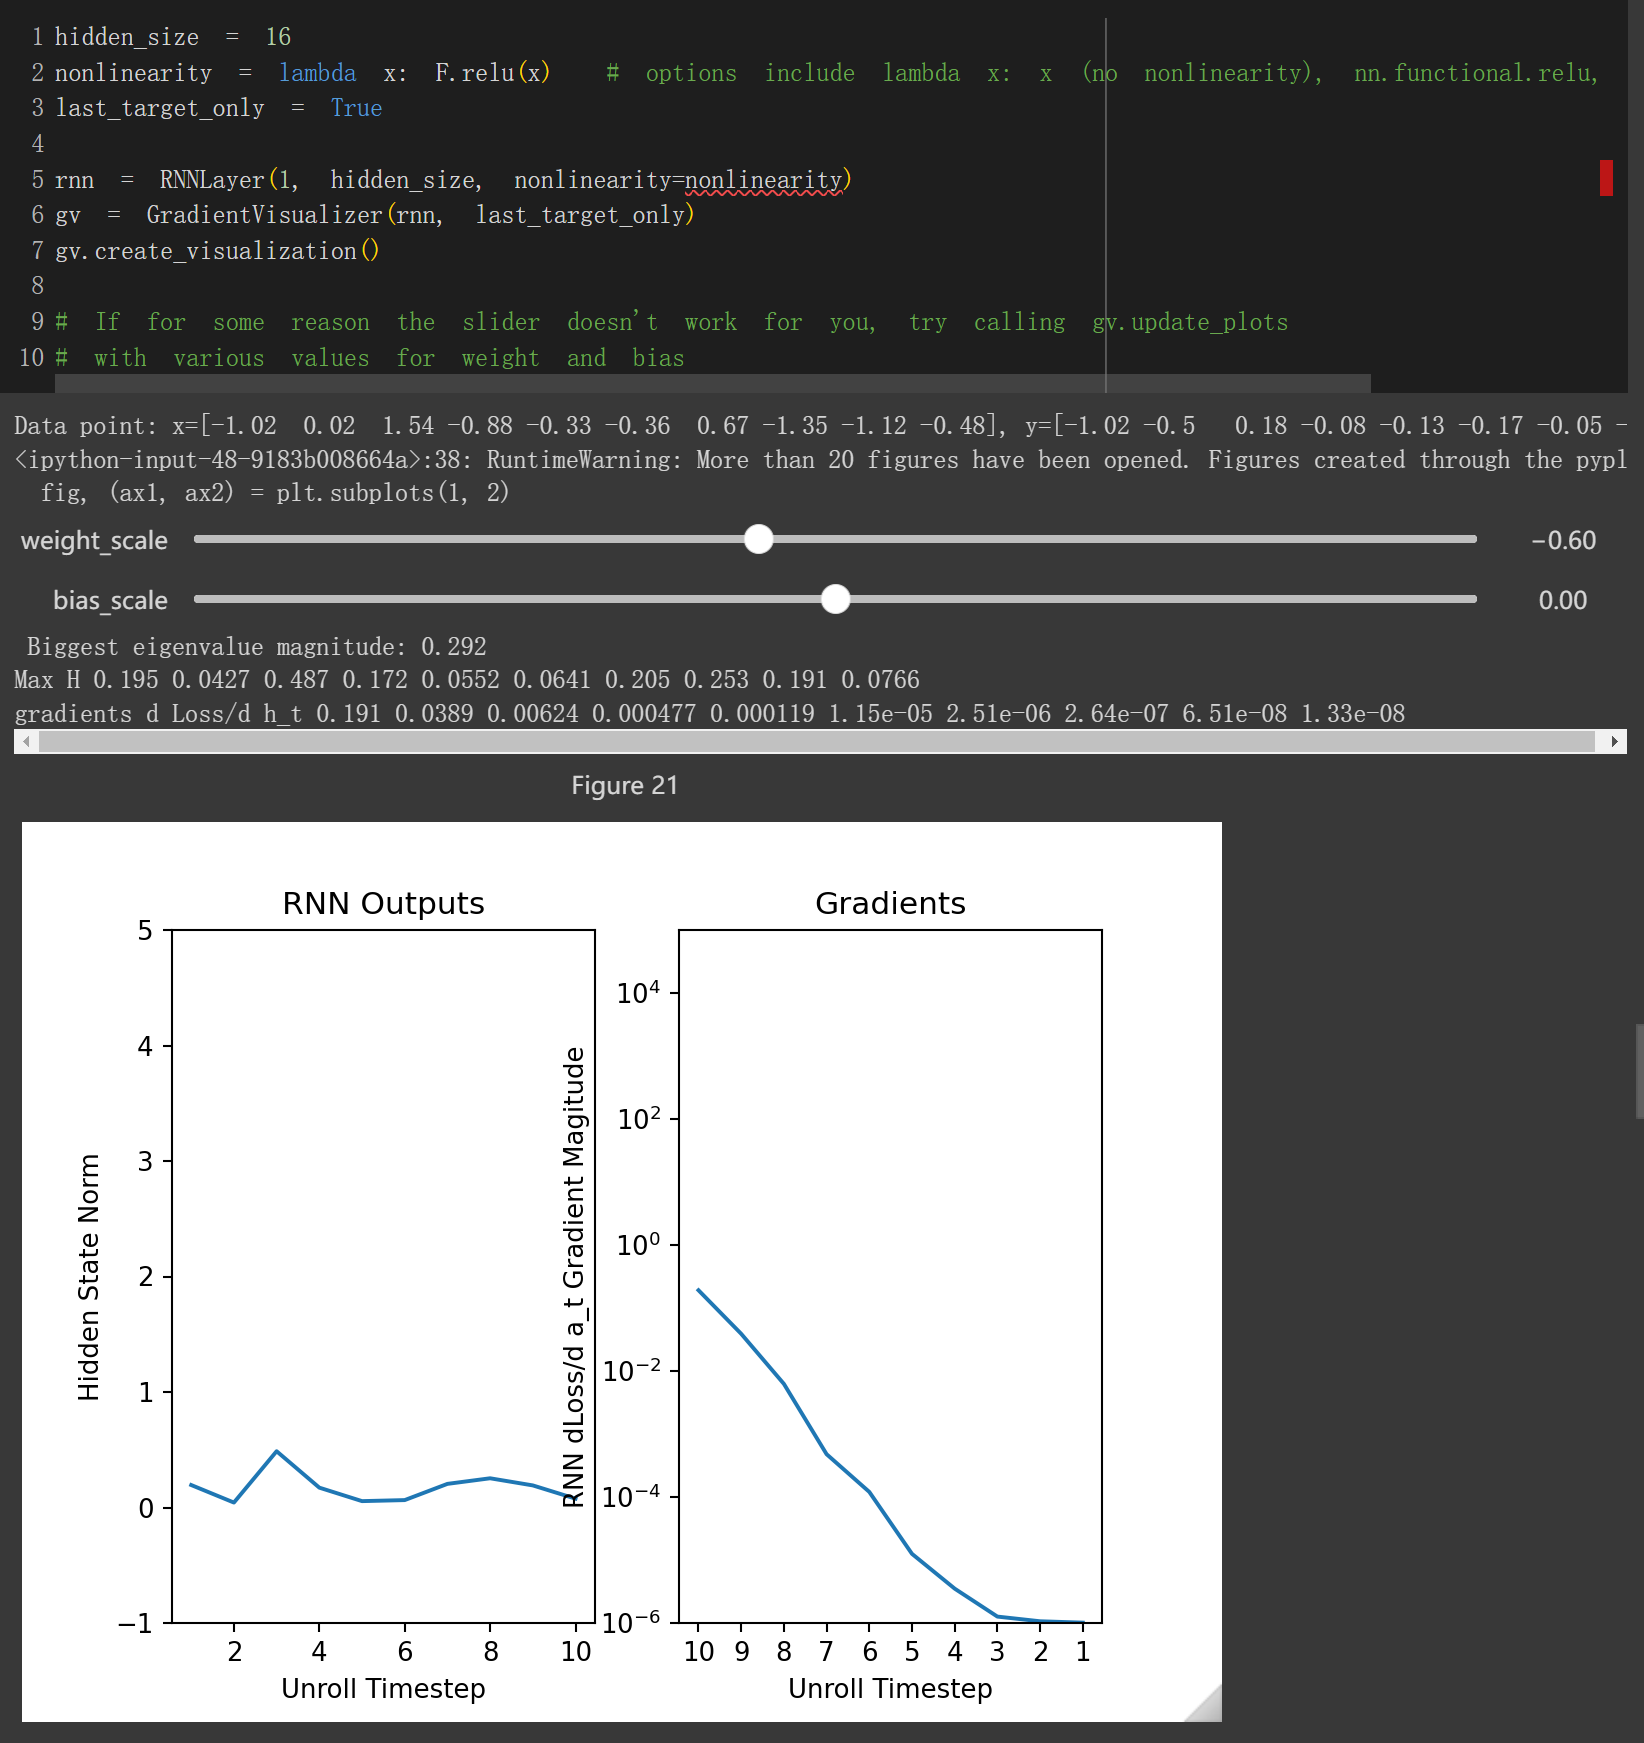 1 hidden_size = 16
2 nonlinearity = lambda x: F.relu(x) # options include lambda x: x (no nonlinearity), nn.functional.relu,
3 last_target_only = True
4
5 rnn = RNNLayer(1, hidden_size, nonlinearity=nonlinearity)
6 gv = GradientVisualizer(rnn, last_target_only)
7 gv.create_visualization()
8
9 # If for some reason the slider doesn't work for you, try calling gv.update_plots
10 # with various values for weight and bias
Data point: x=[-1.02 0.02 1.54 -0.88 -0.33 -0.36 0.67 -1.35 -1.12 -0.48], y=[-1.02 -0.5 0.18 -0.08 -0.13 -0.17 -0.05 -
<ipython-input-48-9183b008664a>:38: RuntimeWarning: More than 20 figures have been opened. Figures created through the pypl
fig, (ax1, ax2) = plt.subplots(1, 2)
weight_scale −0.60
bias_scale 0.00
Biggest eigenvalue magnitude: 0.292
Max H 0.195 0.0427 0.487 0.172 0.0552 0.0641 0.205 0.253 0.191 0.0766
gradients d Loss/d h_t 0.191 0.0389 0.00624 0.000477 0.000119 1.15e-05 2.51e-06 2.64e-07 6.51e-08 1.33e-08
Figure 21
RNN Outputs
Hidden State Norm
5
4
3
2
1
0
−1
2 4 6 8 10
Unroll Timestep
Gradients
RNN dLoss/d a_t Gradient Magitude
10⁴
10²
10⁰
10⁻²
10⁻⁴
10⁻⁶
10 9 8 7 6 5 4 3 2 1
Unroll Timestep